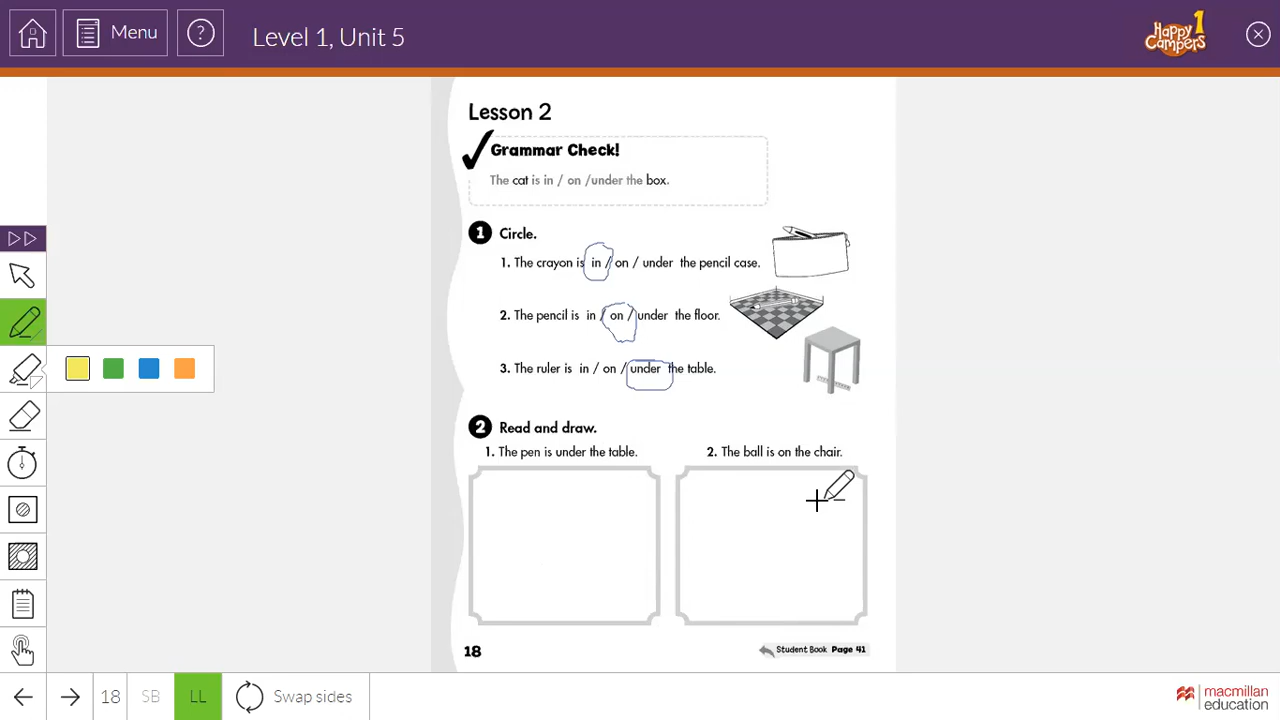 Menu
?
Level 1, Unit 5
Happy Campers 1
Lesson 2
Grammar Check!
The cat is in / on /under the box.
1 Circle.
1. The crayon is in / on / under the pencil case.
2. The pencil is in / on / under the floor.
3. The ruler is in / on / under the table.
2 Read and draw.
1. The pen is under the table.
2. The ball is on the chair.
18
Student Book Page 41
18
SB
LL
Swap sides
macmillan
education